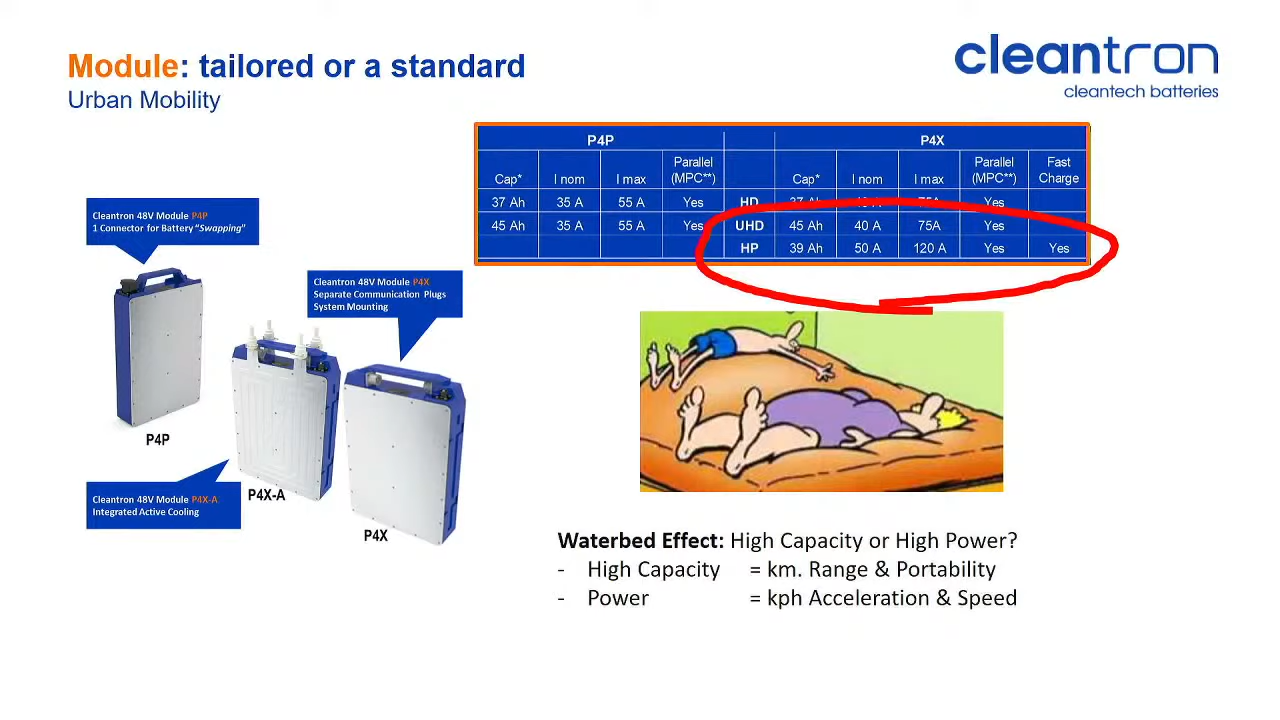 Module: tailored or a standard
Urban Mobility
cleantron
cleantech batteries
P4P P4X
Cap* I nom I max Parallel (MPC**) Cap* I nom I max Parallel (MPC**) Fast Charge
37 Ah 35 A 55 A Yes HD 37 Ah 75A Yes
45 Ah 35 A 55 A Yes UHD 45 Ah 40 A 75A Yes
HP 39 Ah 50 A 120 A Yes Yes
Cleantron 48V Module P4P
1 Connector for Battery "Swapping"
Cleantron 48V Module P4X
Separate Communication Plugs
System Mounting
P4P
P4X-A
P4X
Cleantron 48V Module P4X-A
Integrated Active Cooling
Waterbed Effect: High Capacity or High Power?
- High Capacity = km. Range & Portability
- Power = kph Acceleration & Speed